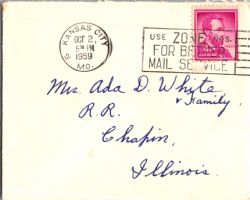 KANSAS CITY
OCT 2,
PM
1959
MO.
USE ZONE NOS.
FOR BETTER
MAIL SERVICE
Mrs. Ada D. White
& Family,
R.R.
Chapin,
Illinois.